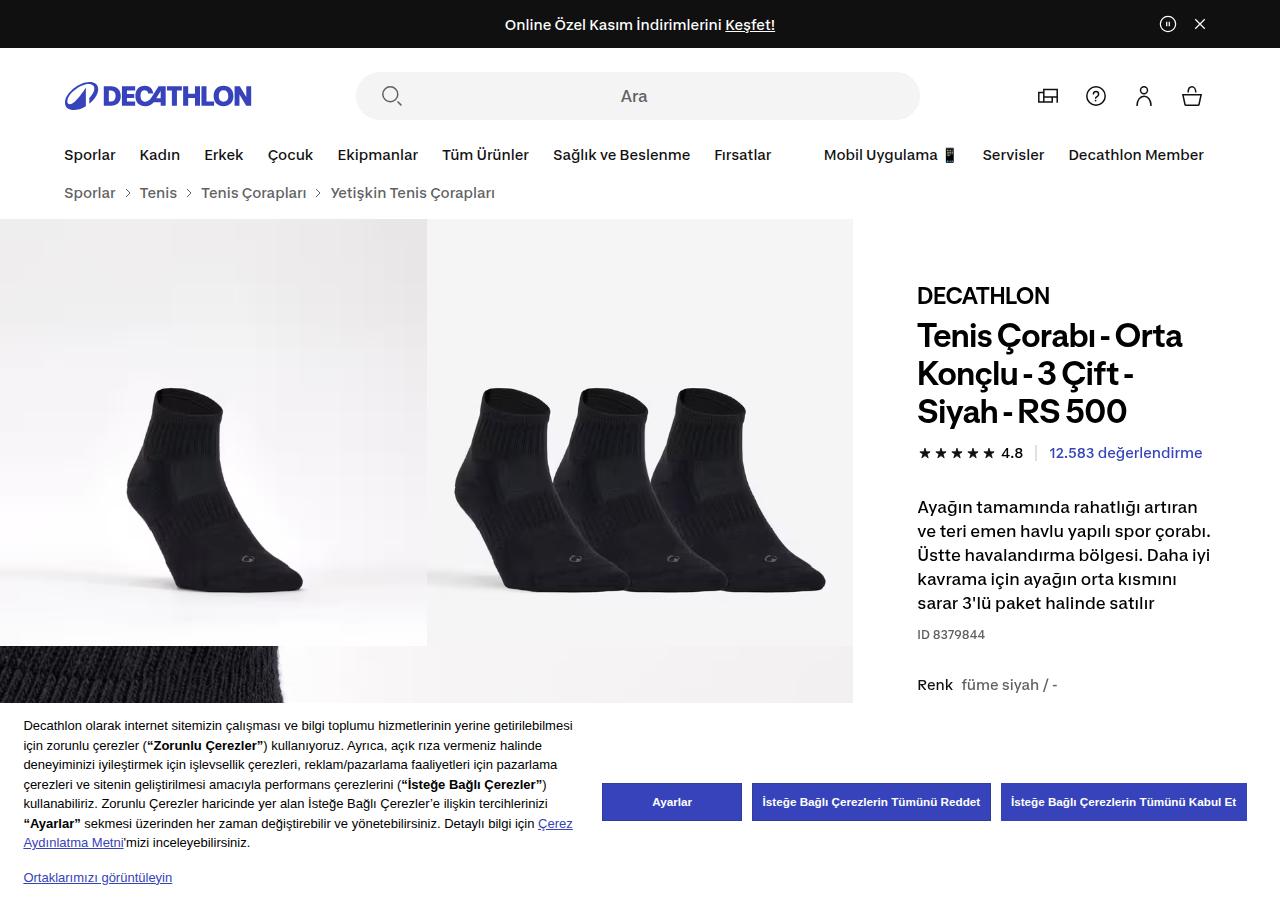 Online Özel Kasım İndirimlerini Keşfet!
DECATHLON
Ara
Sporlar Kadın Erkek Çocuk Ekipmanlar Tüm Ürünler Sağlık ve Beslenme Fırsatlar Mobil Uygulama Servisler Decathlon Member
Sporlar Tenis Tenis Çorapları Yetişkin Tenis Çorapları
DECATHLON
Tenis Çorabı - Orta
Konçlu - 3 Çift -
Siyah - RS 500
4.8 12.583 değerlendirme
Ayağın tamamında rahatlığı artıran
ve teri emen havlu yapılı spor çorabı.
Üstte havalandırma bölgesi. Daha iyi
kavrama için ayağın orta kısmını
sarar 3'lü paket halinde satılır
ID 8379844
Renk füme siyah / -
Decathlon olarak internet sitemizin çalışması ve bilgi toplumu hizmetlerinin yerine getirilebilmesi
için zorunlu çerezler (“Zorunlu Çerezler”) kullanıyoruz. Ayrıca, açık rıza vermeniz halinde
deneyiminizi iyileştirmek için işlevsellik çerezleri, reklam/pazarlama faaliyetleri için pazarlama
çerezleri ve sitenin geliştirilmesi amacıyla performans çerezlerini (“İsteğe Bağlı Çerezler”)
kullanabiliriz. Zorunlu Çerezler haricinde yer alan İsteğe Bağlı Çerezler’e ilişkin tercihlerinizi
“Ayarlar” sekmesi üzerinden her zaman değiştirebilir ve yönetebilirsiniz. Detaylı bilgi için Çerez
Aydınlatma Metni'mizi inceleyebilirsiniz.
Ortaklarımızı görüntüleyin
Ayarlar
İsteğe Bağlı Çerezlerin Tümünü Reddet
İsteğe Bağlı Çerezlerin Tümünü Kabul Et